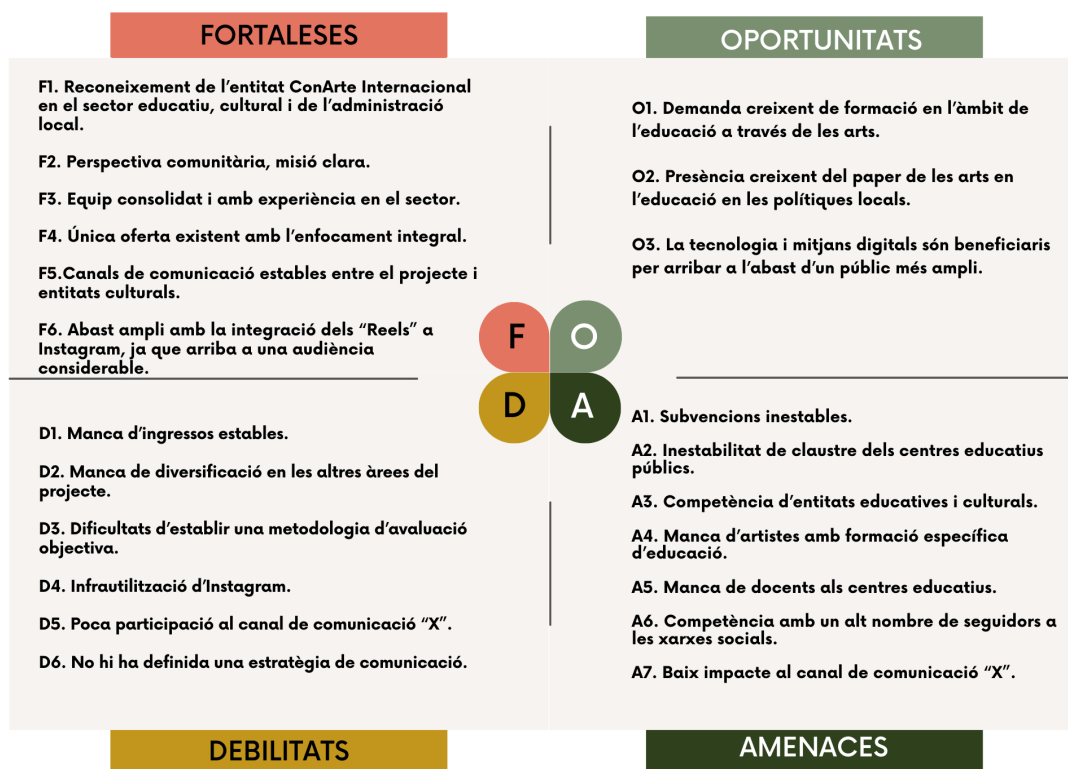 FORTALESES
F1. Reconeixement de l'entitat ConArte Internacional
en el sector educatiu, cultural i de l'administració
local.
F2. Perspectiva comunitària, misió clara.
F3. Equip consolidat i amb experiència en el sector.
F4. Única oferta existent amb l'enfocament integral.
F5.Canals de comunicació estables entre el projecte i
entitats culturals.
F6. Abast ampli amb la integració dels “Reels” a
Instagram, ja que arriba a una audiència
considerable.
OPORTUNITATS
O1. Demanda creixent de formació en l'àmbit de
l'educació a través de les arts.
O2. Presència creixent del paper de les arts en
l'educació en les polítiques locals.
O3. La tecnologia i mitjans digitals són beneficiaris
per arribar a l'abast d'un públic més ampli.
F
O
D
A
D1. Manca d'ingressos estables.
D2. Manca de diversificació en les altres àrees del
projecte.
D3. Dificultats d'establir una metodologia d'avaluació
objectiva.
D4. Infrautilització d'Instagram.
D5. Poca participació al canal de comunicació “X”.
D6. No hi ha definida una estratègia de comunicació.
DEBILITATS
A1. Subvencions inestables.
A2. Inestabilitat de claustre dels centres educatius
públics.
A3. Competència d'entitats educatives i culturals.
A4. Manca d'artistes amb formació específica
d'educació.
A5. Manca de docents als centres educatius.
A6. Competència amb un alt nombre de seguidors a
les xarxes socials.
A7. Baix impacte al canal de comunicació “X”.
AMENACES